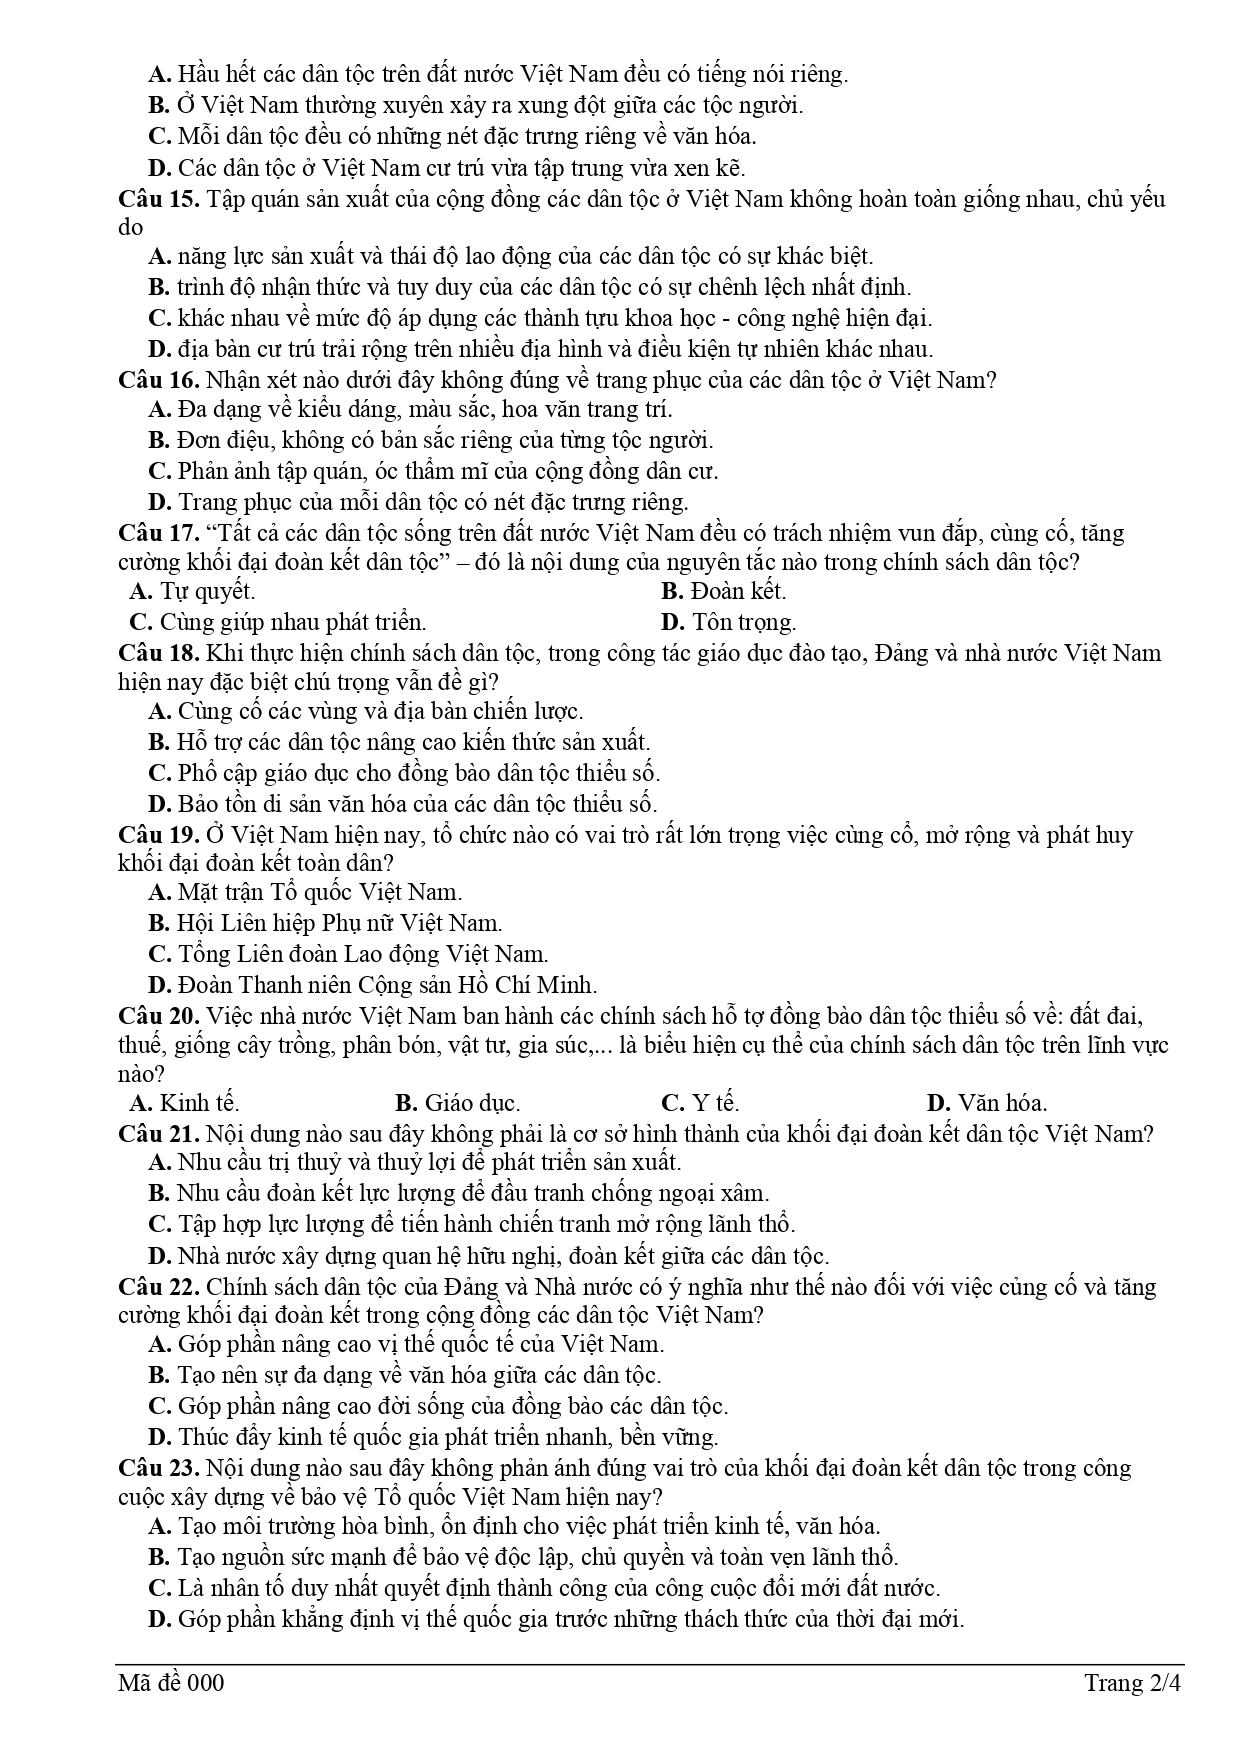 A. Hầu hết các dân tộc trên đất nước Việt Nam đều có tiếng nói riêng.
B. Ở Việt Nam thường xuyên xảy ra xung đột giữa các tộc người.
C. Mỗi dân tộc đều có những nét đặc trưng riêng về văn hóa.
D. Các dân tộc ở Việt Nam cư trú vừa tập trung vừa xen kẽ.
Câu 15. Tập quán sản xuất của cộng đồng các dân tộc ở Việt Nam không hoàn toàn giống nhau, chủ yếu
do
A. năng lực sản xuất và thái độ lao động của các dân tộc có sự khác biệt.
B. trình độ nhận thức và tuy duy của các dân tộc có sự chênh lệch nhất định.
C. khác nhau về mức độ áp dụng các thành tựu khoa học - công nghệ hiện đại.
D. địa bàn cư trú trải rộng trên nhiều địa hình và điều kiện tự nhiên khác nhau.
Câu 16. Nhận xét nào dưới đây không đúng về trang phục của các dân tộc ở Việt Nam?
A. Đa dạng về kiểu dáng, màu sắc, hoa văn trang trí.
B. Đơn điệu, không có bản sắc riêng của từng tộc người.
C. Phản ảnh tập quán, óc thẩm mĩ của cộng đồng dân cư.
D. Trang phục của mỗi dân tộc có nét đặc trưng riêng.
Câu 17. “Tất cả các dân tộc sống trên đất nước Việt Nam đều có trách nhiệm vun đắp, cùng cố, tăng
cường khối đại đoàn kết dân tộc” – đó là nội dung của nguyên tắc nào trong chính sách dân tộc?
A. Tự quyết. B. Đoàn kết.
C. Cùng giúp nhau phát triển. D. Tôn trọng.
Câu 18. Khi thực hiện chính sách dân tộc, trong công tác giáo dục đào tạo, Đảng và nhà nước Việt Nam
hiện nay đặc biệt chú trọng vẫn đề gì?
A. Cùng cố các vùng và địa bàn chiến lược.
B. Hỗ trợ các dân tộc nâng cao kiến thức sản xuất.
C. Phổ cập giáo dục cho đồng bào dân tộc thiểu số.
D. Bảo tồn di sản văn hóa của các dân tộc thiểu số.
Câu 19. Ở Việt Nam hiện nay, tổ chức nào có vai trò rất lớn trọng việc cùng cổ, mở rộng và phát huy
khối đại đoàn kết toàn dân?
A. Mặt trận Tổ quốc Việt Nam.
B. Hội Liên hiệp Phụ nữ Việt Nam.
C. Tổng Liên đoàn Lao động Việt Nam.
D. Đoàn Thanh niên Cộng sản Hồ Chí Minh.
Câu 20. Việc nhà nước Việt Nam ban hành các chính sách hỗ tợ đồng bào dân tộc thiểu số về: đất đai,
thuế, giống cây trồng, phân bón, vật tư, gia súc,... là biểu hiện cụ thể của chính sách dân tộc trên lĩnh vực
nào?
A. Kinh tế. B. Giáo dục. C. Y tế. D. Văn hóa.
Câu 21. Nội dung nào sau đây không phải là cơ sở hình thành của khối đại đoàn kết dân tộc Việt Nam?
A. Nhu cầu trị thuỷ và thuỷ lợi để phát triển sản xuất.
B. Nhu cầu đoàn kết lực lượng để đầu tranh chống ngoại xâm.
C. Tập hợp lực lượng để tiến hành chiến tranh mở rộng lãnh thổ.
D. Nhà nước xây dựng quan hệ hữu nghị, đoàn kết giữa các dân tộc.
Câu 22. Chính sách dân tộc của Đảng và Nhà nước có ý nghĩa như thế nào đối với việc củng cố và tăng
cường khối đại đoàn kết trong cộng đồng các dân tộc Việt Nam?
A. Góp phần nâng cao vị thế quốc tế của Việt Nam.
B. Tạo nên sự đa dạng về văn hóa giữa các dân tộc.
C. Góp phần nâng cao đời sống của đồng bào các dân tộc.
D. Thúc đẩy kinh tế quốc gia phát triển nhanh, bền vững.
Câu 23. Nội dung nào sau đây không phản ánh đúng vai trò của khối đại đoàn kết dân tộc trong công
cuộc xây dựng về bảo vệ Tổ quốc Việt Nam hiện nay?
A. Tạo môi trường hòa bình, ổn định cho việc phát triển kinh tế, văn hóa.
B. Tạo nguồn sức mạnh để bảo vệ độc lập, chủ quyền và toàn vẹn lãnh thổ.
C. Là nhân tố duy nhất quyết định thành công của công cuộc đổi mới đất nước.
D. Góp phần khẳng định vị thế quốc gia trước những thách thức của thời đại mới.
Mã đề 000 Trang 2/4